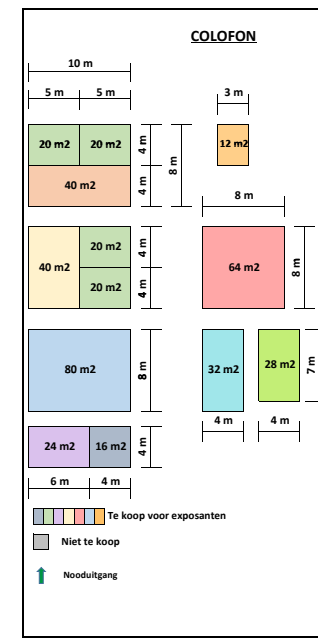 COLOFON
10 m
5 m 5 m
3 m
20 m2 20 m2
4 m
8 m
12 m2
40 m2
4 m
8 m
40 m2
20 m2
4 m
20 m2
4 m
64 m2
8 m
80 m2
8 m
32 m2
28 m2
7 m
4 m 4 m
24 m2 16 m2
4 m
6 m 4 m
Te koop voor exposanten
Niet te koop
Nooduitgang